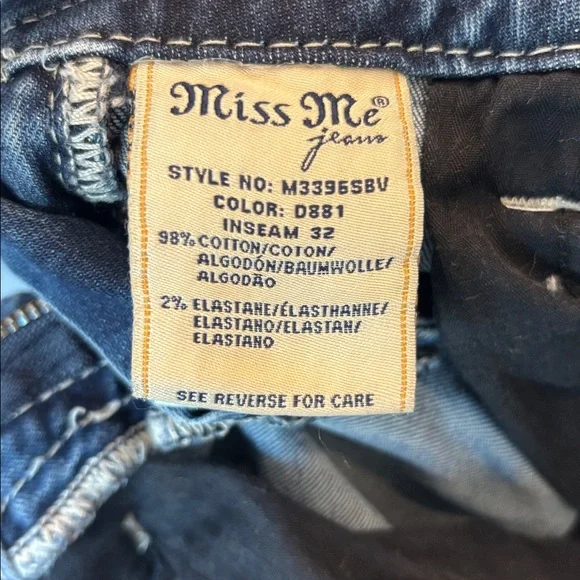 Miss Me®
jeans
STYLE NO: M3396SBV
COLOR: D881
INSEAM 32
98% COTTON/COTON/
ALGODÓN/BAUMWOLLE/
ALGODÃO
2% ELASTANE/ÉLASTHANNE/
ELASTANO/ELASTAN/
ELASTANO
SEE REVERSE FOR CARE